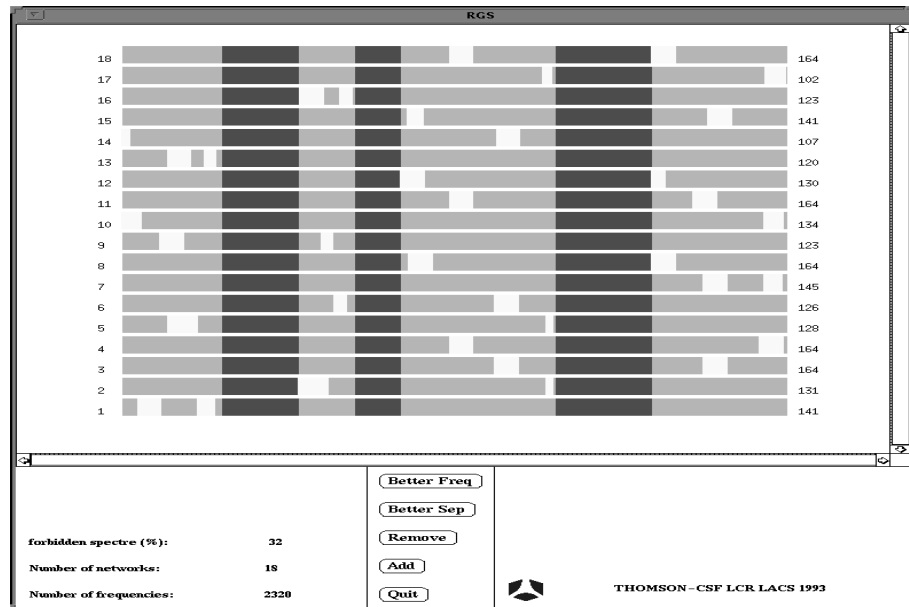 RGS
18 164
17 102
16 123
15 141
14 107
13 120
12 130
11 164
10 134
9 123
8 164
7 145
6 126
5 128
4 164
3 164
2 131
1 141
Better Freq
Better Sep
forbidden spectre (%): 32
Remove
Number of networks: 18
Add
THOMSON-CSF LCR LACS 1993
Number of frequencies: 2320
Quit